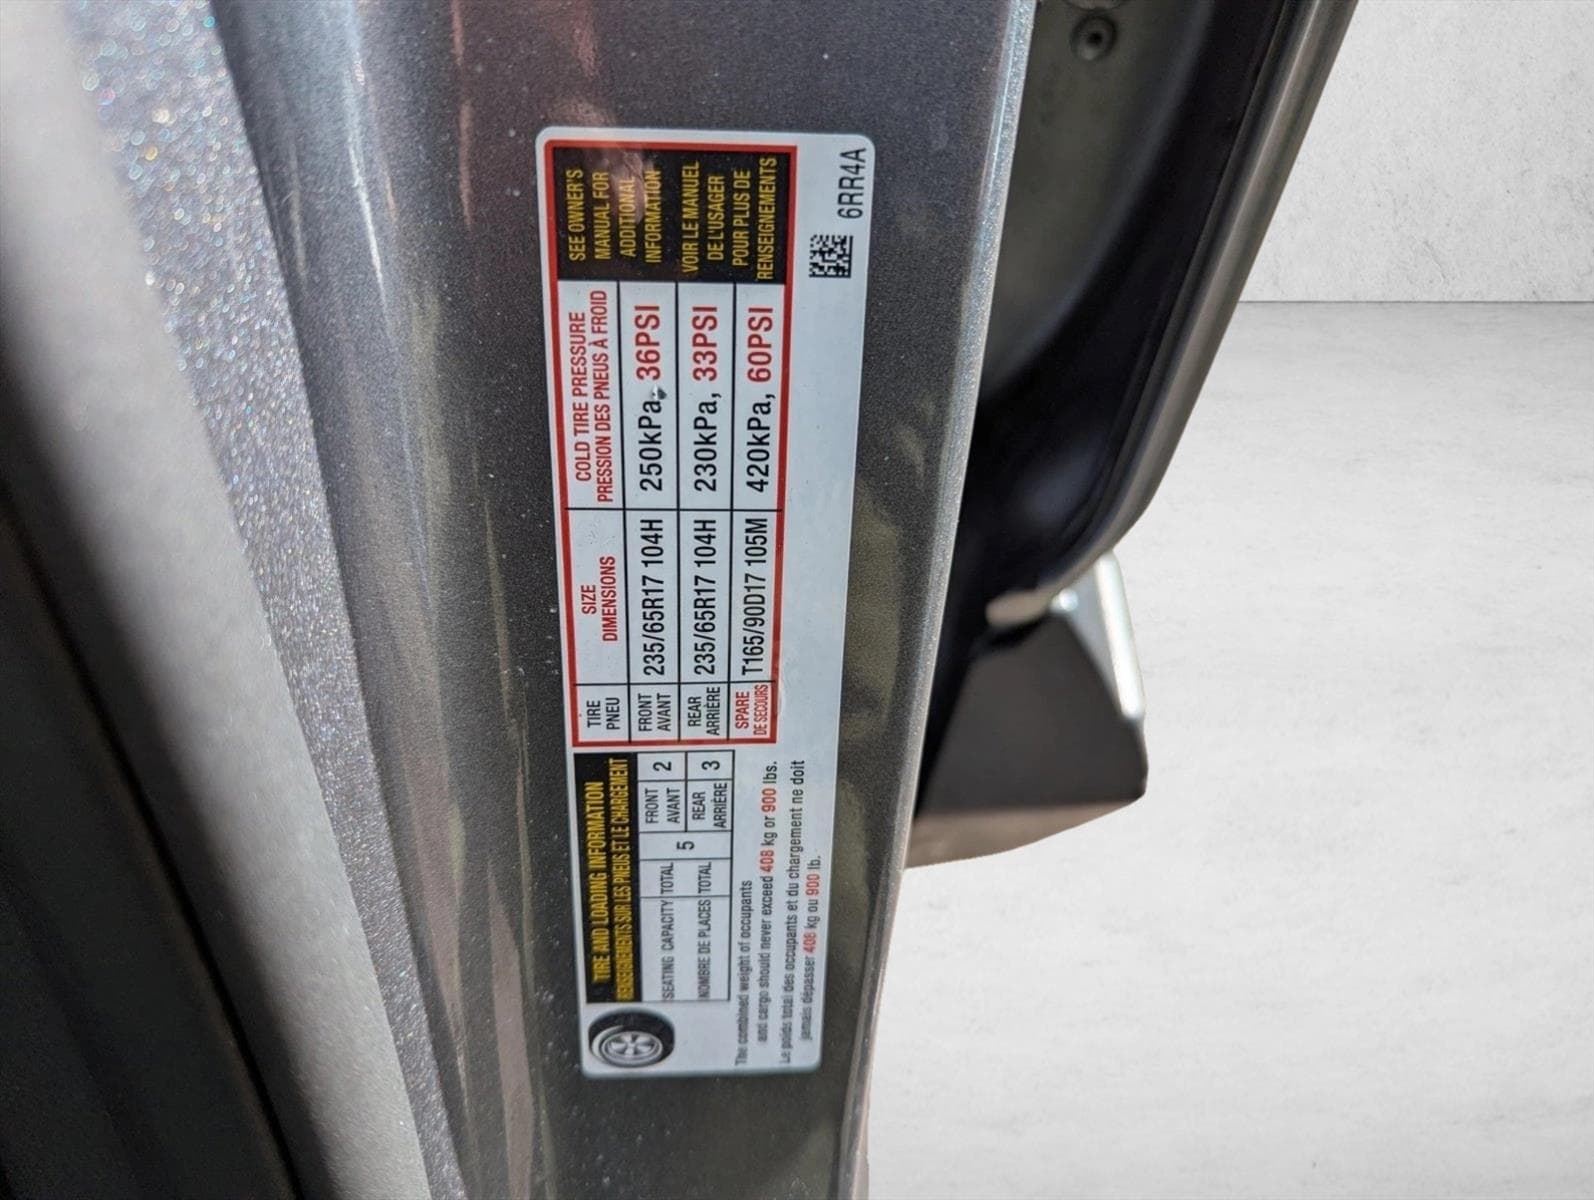 TIRE AND LOADING INFORMATION
RENSEIGNEMENTS SUR LES PNEUS ET LE CHARGEMENT
SEATING CAPACITY TOTAL 5 FRONT AVANT 2
NOMBRE DE PLACES TOTAL REAR ARRIÈRE 3
The combined weight of occupants
and cargo should never exceed 408 kg or 900 lbs.
Le poids total des occupants et du chargement ne doit
jamais dépasser 408 kg ou 900 lb.
TIRE
PNEU
SIZE
DIMENSIONS
COLD TIRE PRESSURE
PRESSION DES PNEUS À FROID
FRONT
AVANT
235/65R17 104H
250kPa, 36PSI
REAR
ARRIÈRE
235/65R17 104H
230kPa, 33PSI
SPARE
DE SECOURS
T165/90D17 105M
420kPa, 60PSI
SEE OWNER'S
MANUAL FOR
ADDITIONAL
INFORMATION
VOIR LE MANUEL
DE L'USAGER
POUR PLUS DE
RENSEIGNEMENTS
6RR4A